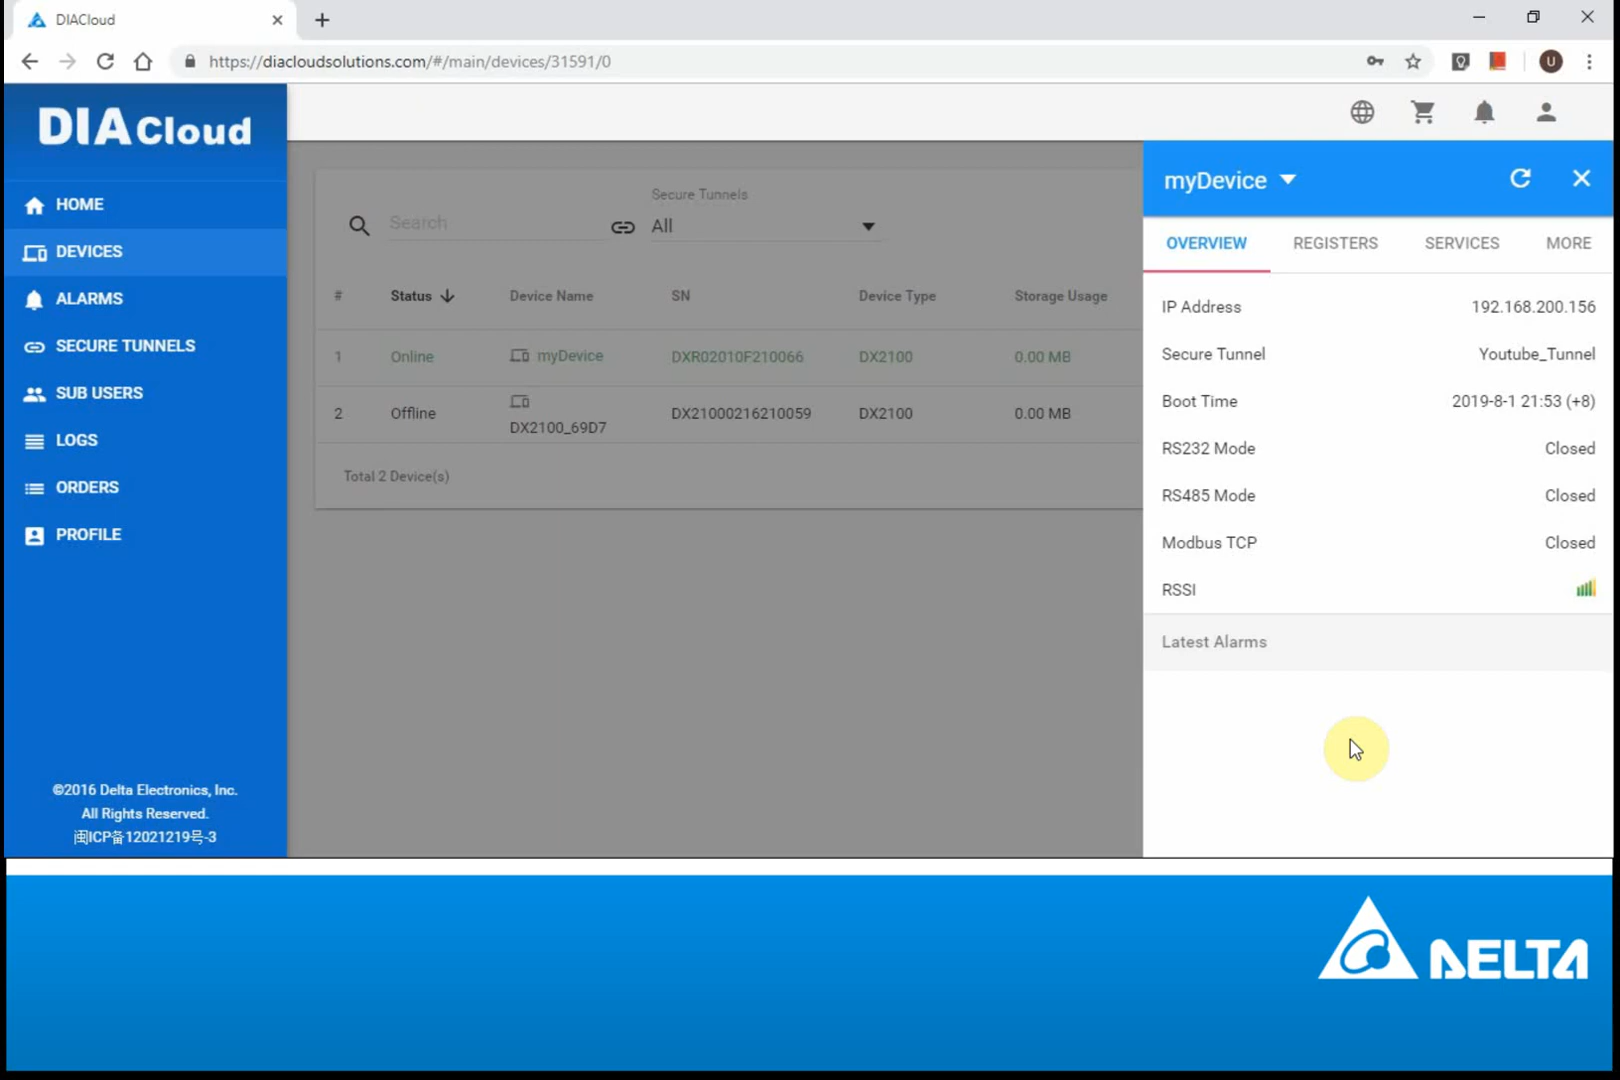 DIACloud
https://diacloudsolutions.com/#/main/devices/31591/0
U
DIACloud
HOME
DEVICES
ALARMS
SECURE TUNNELS
SUB USERS
LOGS
ORDERS
PROFILE
©2016 Delta Electronics, Inc.
All Rights Reserved.
闽ICP备12021219号-3
Search
Secure Tunnels
All
# Status Device Name SN Device Type Storage Usage
1 Online myDevice DXR02010F210066 DX2100 0.00 MB
2 Offline DX2100_69D7 DX21000216210059 DX2100 0.00 MB
Total 2 Device(s)
myDevice
OVERVIEW REGISTERS SERVICES MORE
IP Address 192.168.200.156
Secure Tunnel Youtube_Tunnel
Boot Time 2019-8-1 21:53 (+8)
RS232 Mode Closed
RS485 Mode Closed
Modbus TCP Closed
RSSI
Latest Alarms
DELTA